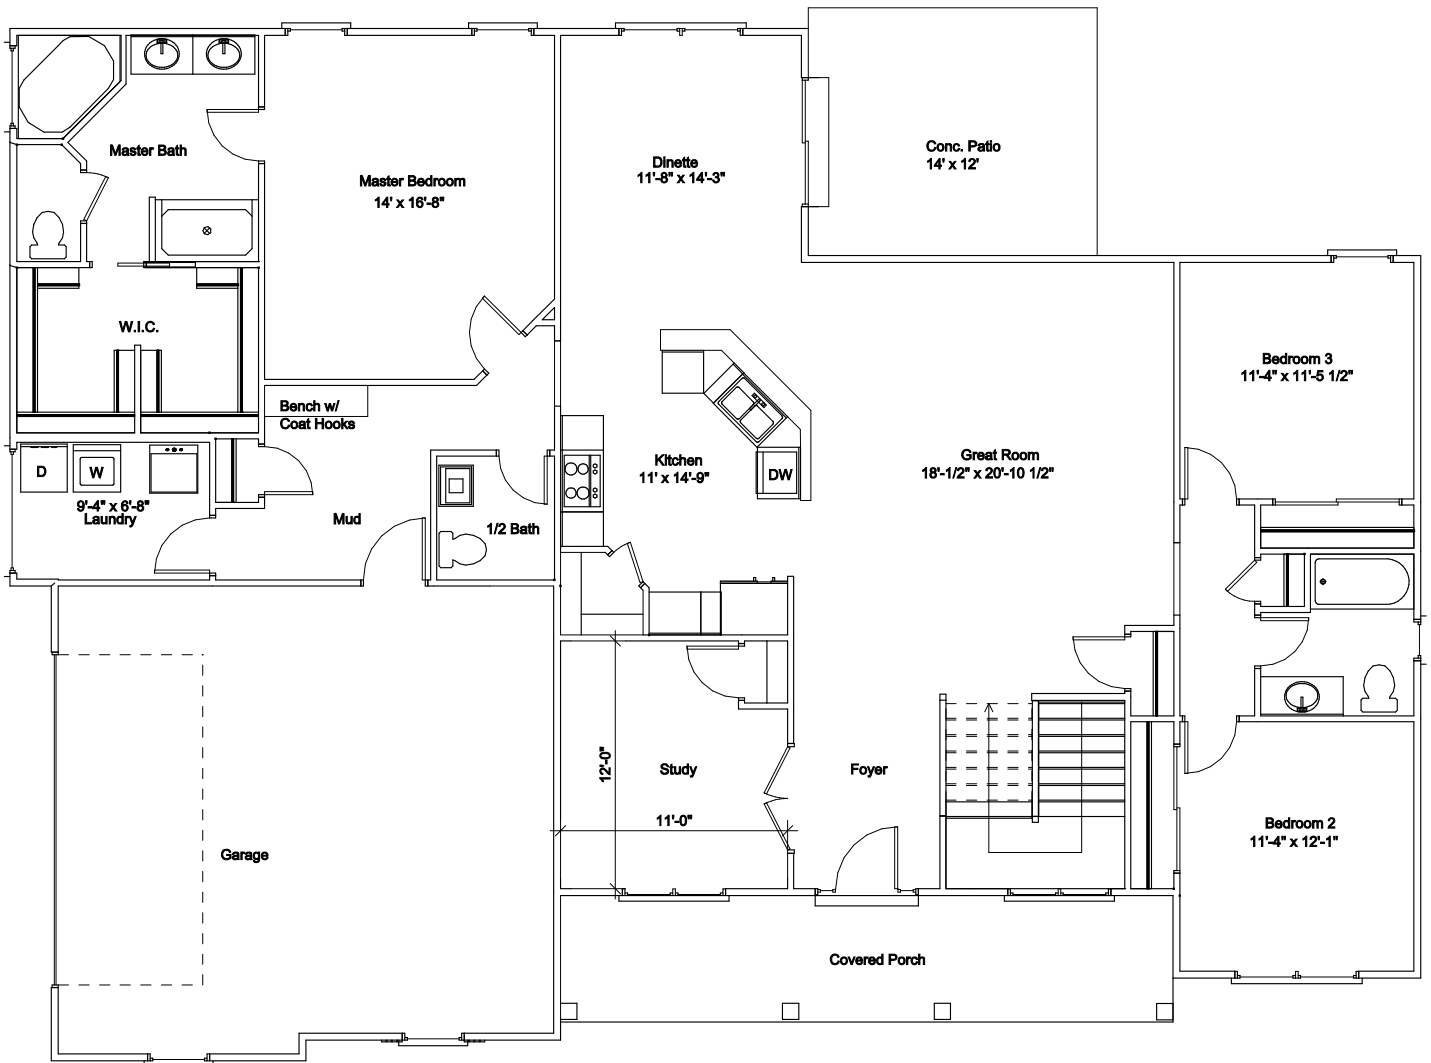 Master Bath
Master Bedroom
14' x 16'-8"
Dinette
11'-8" x 14'-3"
Conc. Patio
14' x 12'
W.I.C.
Bench w/
Coat Hooks
Bedroom 3
11'-4" x 11'-5 1/2"
D
W
9'-4" x 6'-8"
Laundry
Mud
1/2 Bath
Kitchen
11' x 14'-9"
DW
Great Room
18'-1/2" x 20'-10 1/2"
12'-0"
Study
11'-0"
Foyer
Bedroom 2
11'-4" x 12'-1"
Garage
Covered Porch